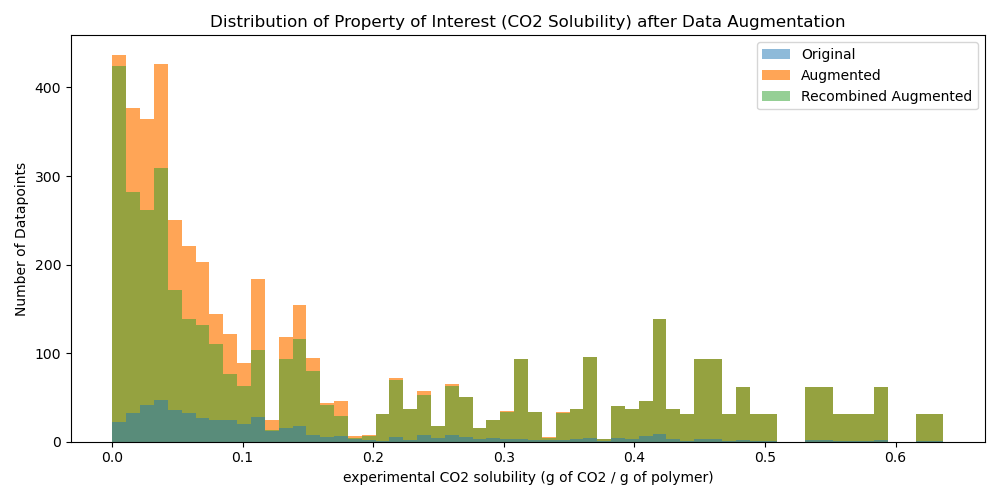 Distribution of Property of Interest (CO2 Solubility) after Data Augmentation
Original
Augmented
Recombined Augmented
Number of Datapoints
400
300
200
100
0
0.0 0.1 0.2 0.3 0.4 0.5 0.6
experimental CO2 solubility (g of CO2 / g of polymer)